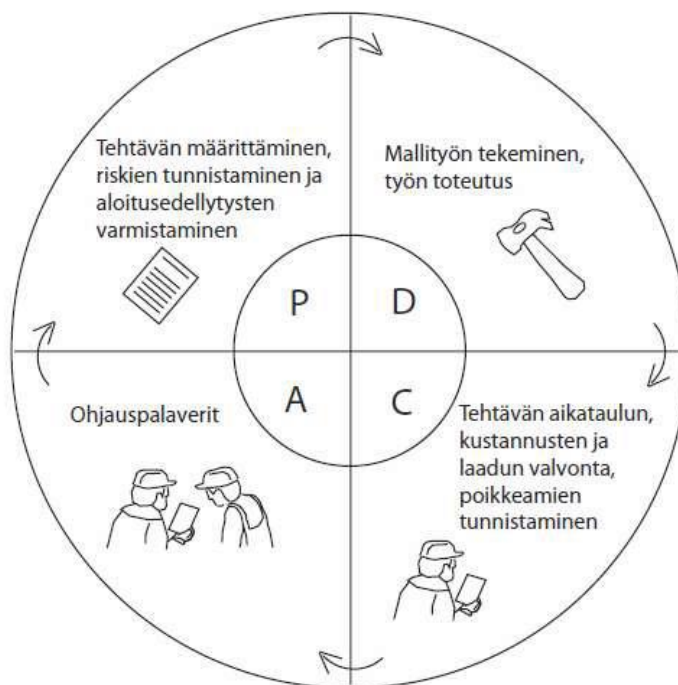 Tehtävän määrittäminen,
riskien tunnistaminen ja
aloitusedellytysten
varmistaminen
Mallityön tekeminen,
työn toteutus
P
D
A
C
Ohjauspalaverit
Tehtävän aikataulun,
kustannusten ja
laadun valvonta,
poikkeamien
tunnistaminen